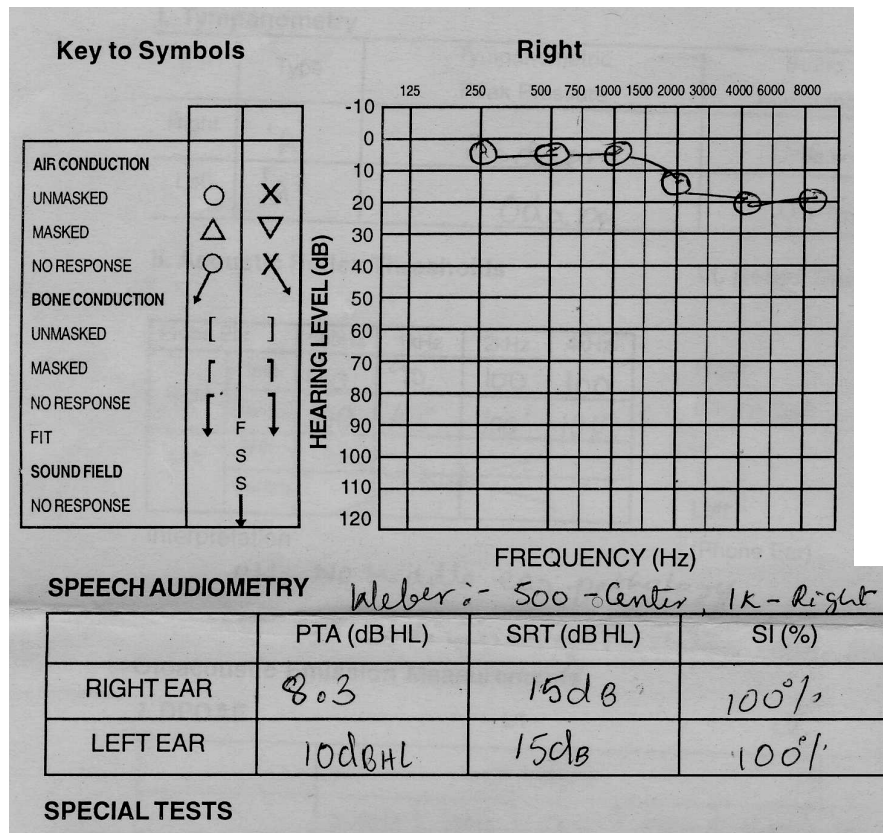 Key to Symbols
Right
125 250 500 750 1000 1500 2000 3000 4000 6000 8000
-10
0
10
20
30
40
50
60
70
80
90
100
110
120
HEARING LEVEL (dB)
FREQUENCY (Hz)
AIR CONDUCTION
UNMASKED
MASKED
NO RESPONSE
BONE CONDUCTION
UNMASKED
MASKED
NO RESPONSE
FIT F
SOUND FIELD S
NO RESPONSE S
SPEECH AUDIOMETRY Weber :- 500 - Center, 1K - Right
PTA (dB HL) SRT (dB HL) SI (%)
RIGHT EAR 8.3 15dB 100%
LEFT EAR 10dBHL 15dB 100%
SPECIAL TESTS